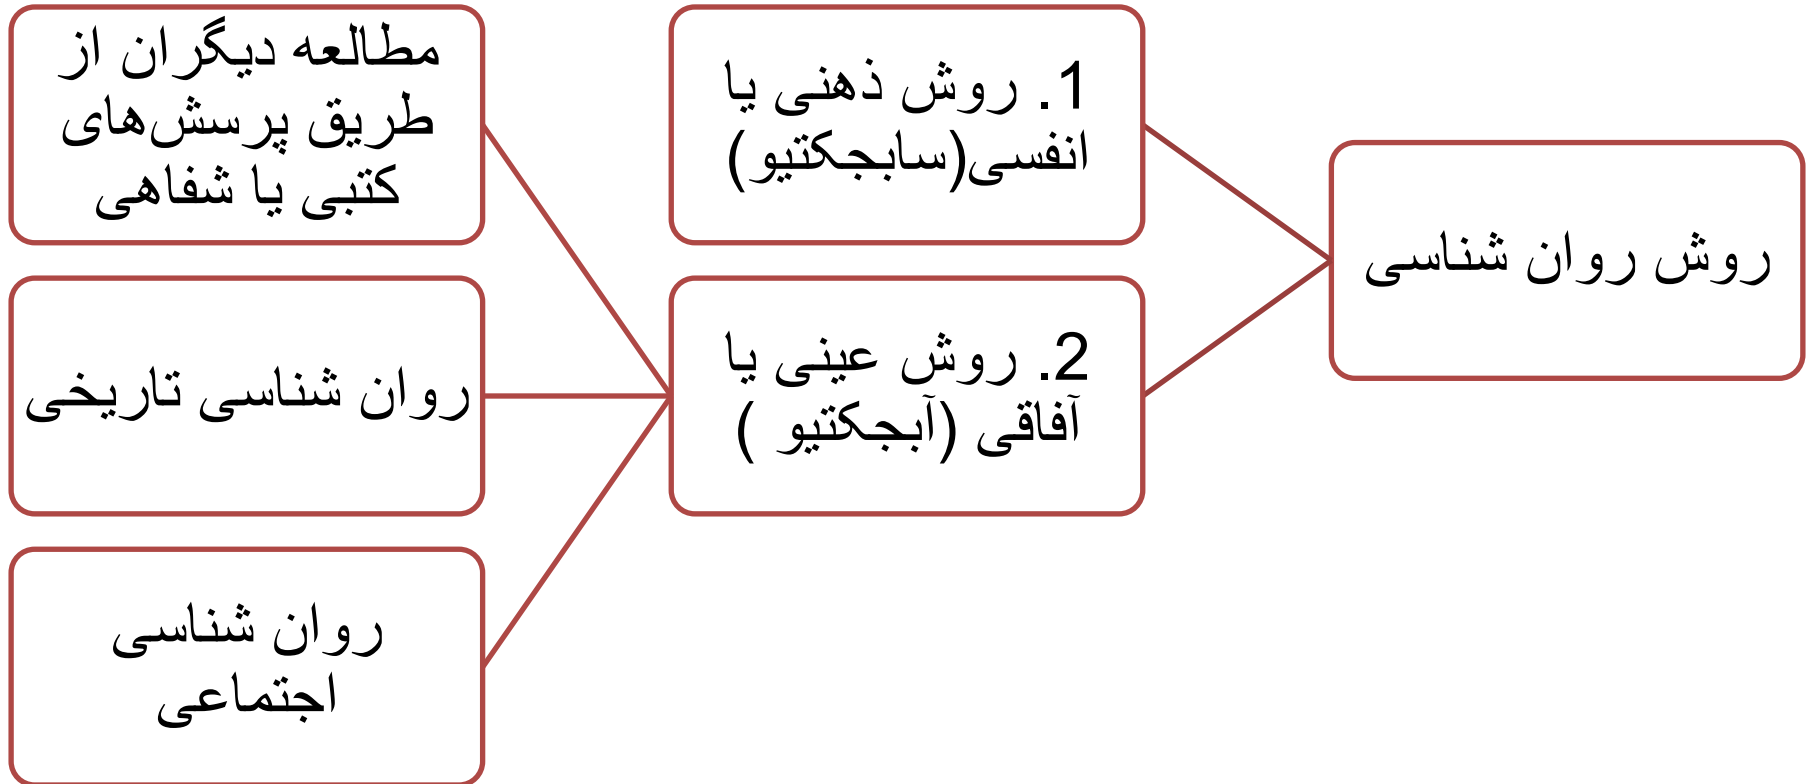 روش روان شناسی
1. روش ذهنی یا
انفسی(سابجکتیو)
2. روش عینی یا
آفاقی (آبجکتیو )
مطالعه دیگران از
طریق پرسش‌های
کتبی یا شفاهی
روان شناسی تاریخی
روان شناسی
اجتماعی